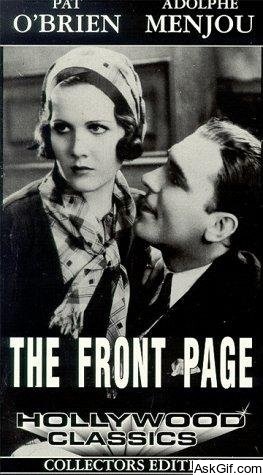 PAT ADOLPHE
O'BRIEN MENJOU
THE FRONT PAGE
HOLLYWOOD
CLASSICS
COLLECTORS EDITI
AskGif.com